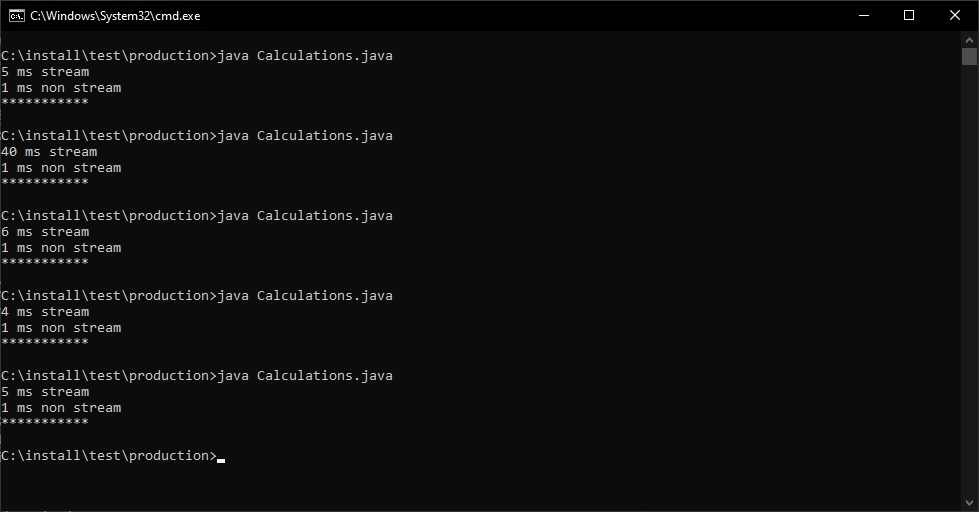 C:\Windows\System32\cmd.exe
C:\install\test\production>java Calculations.java
5 ms stream
1 ms non stream
***********
C:\install\test\production>java Calculations.java
40 ms stream
1 ms non stream
***********
C:\install\test\production>java Calculations.java
6 ms stream
1 ms non stream
***********
C:\install\test\production>java Calculations.java
4 ms stream
1 ms non stream
***********
C:\install\test\production>java Calculations.java
5 ms stream
1 ms non stream
***********
C:\install\test\production>